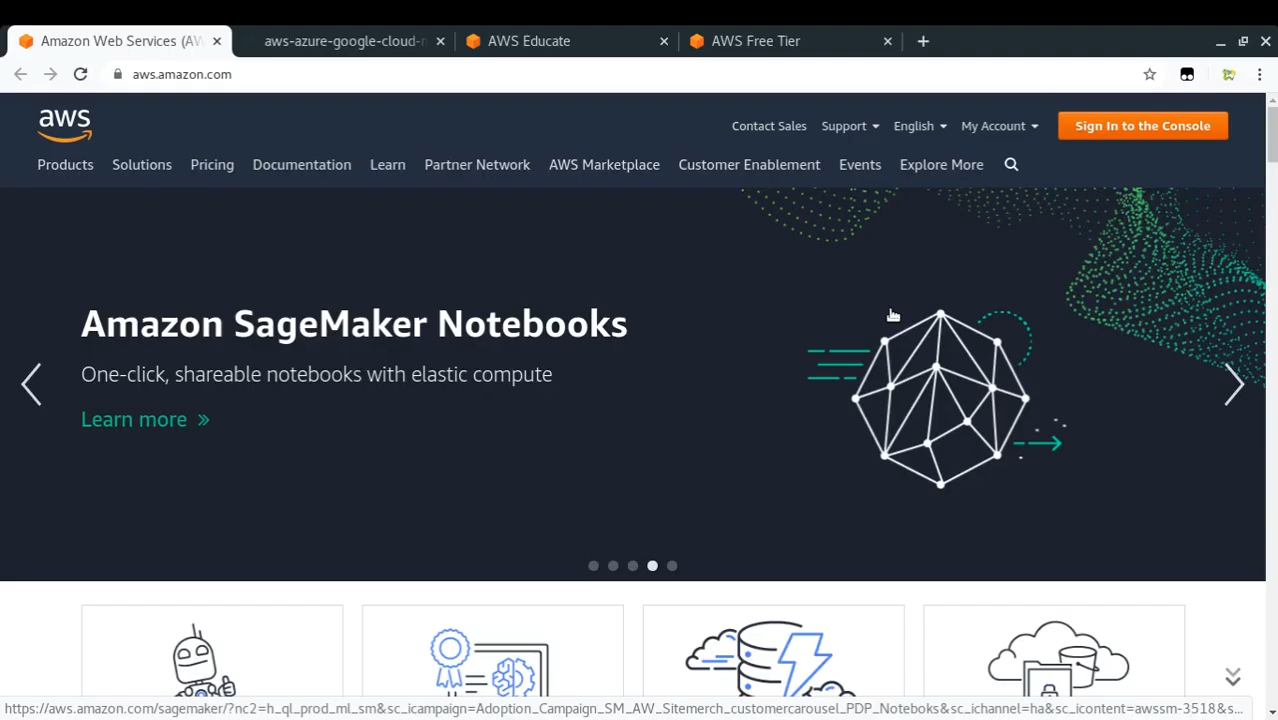 Amazon Web Services (AW
aws-azure-google-cloud-
AWS Educate
AWS Free Tier
aws.amazon.com
aws
Contact Sales Support English My Account Sign In to the Console
Products Solutions Pricing Documentation Learn Partner Network AWS Marketplace Customer Enablement Events Explore More
Amazon SageMaker Notebooks
One-click, shareable notebooks with elastic compute
Learn more »
https://aws.amazon.com/sagemaker/?nc2=h_ql_prod_ml_sm&sc_icampaign=Adoption_Campaign_SM_AW_Sitemerch_customercarousel_PDP_Noteboks&sc_ichannel=ha&sc_icontent=awssm-3518&s...